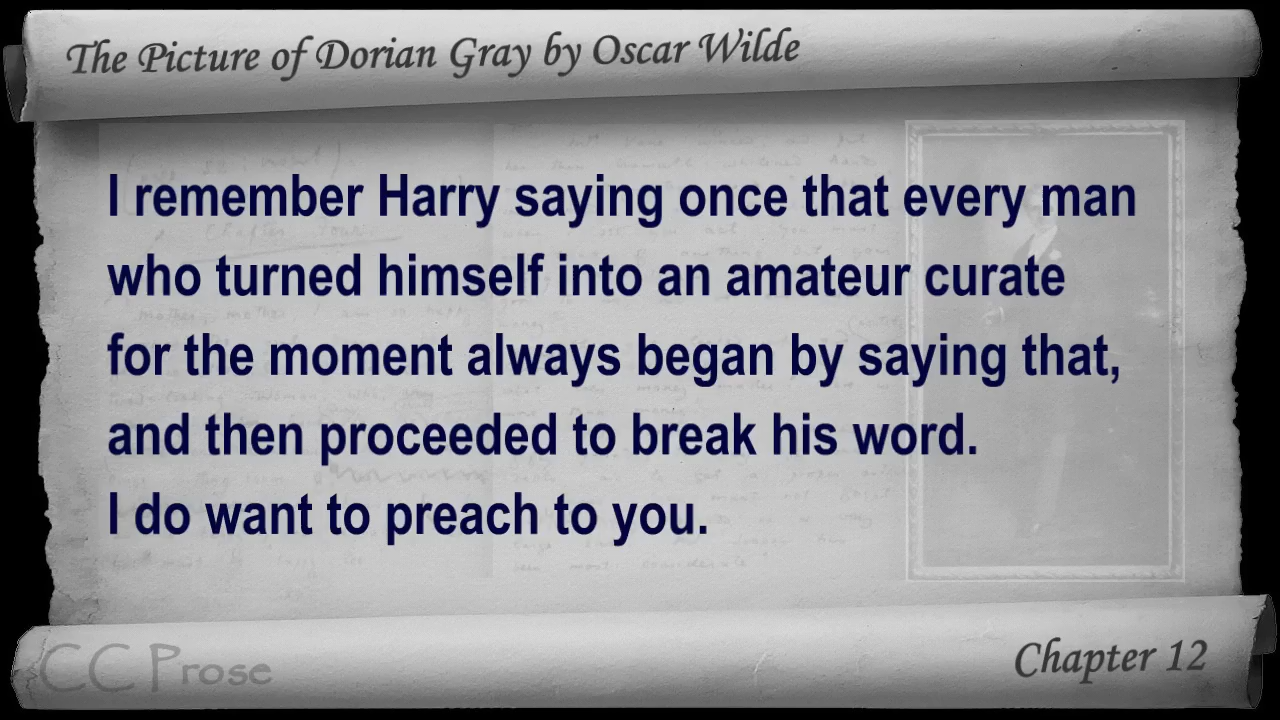 The Picture of Dorian Gray by Oscar Wilde
I remember Harry saying once that every man
who turned himself into an amateur curate
for the moment always began by saying that,
and then proceeded to break his word.
I do want to preach to you.
CC Prose
Chapter 12